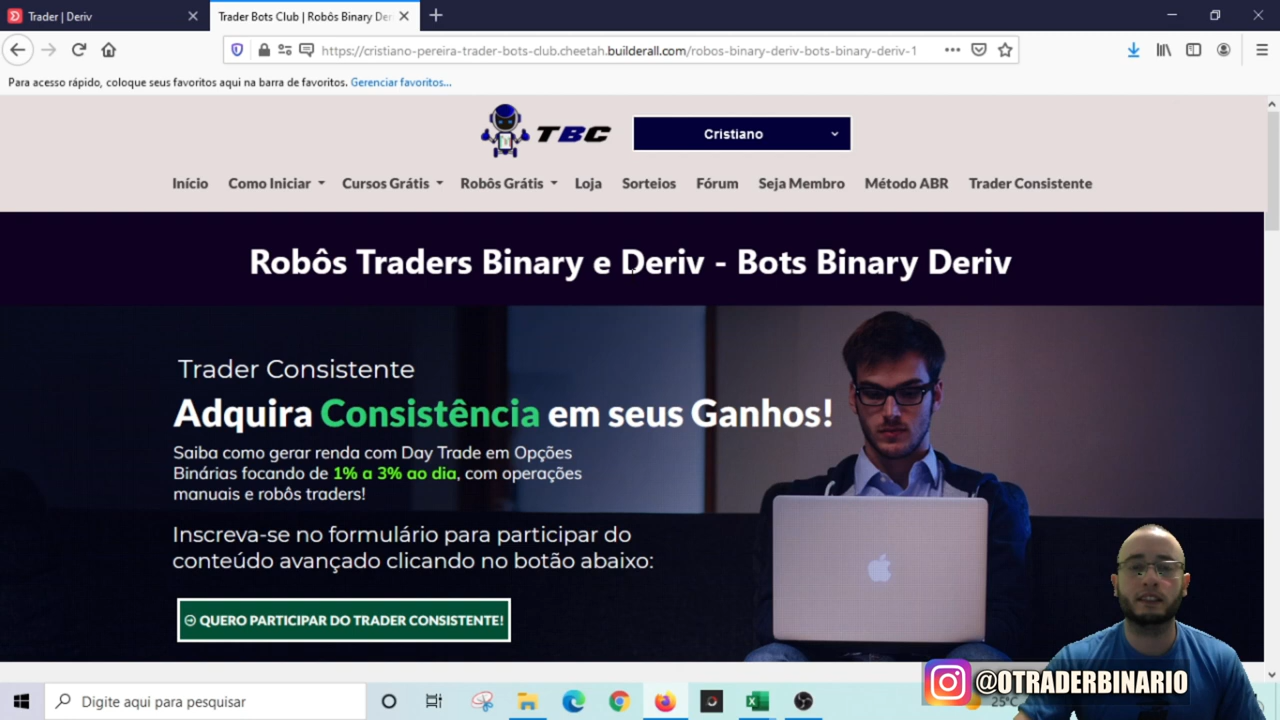 Trader | Deriv
Trader Bots Club | Robôs Binary Der
https://cristiano-pereira-trader-bots-club.cheetah.builderall.com/robos-binary-deriv-bots-binary-deriv-1
Para acesso rápido, coloque seus favoritos aqui na barra de favoritos. Gerenciar favoritos...
TBC
Cristiano
Início Como Iniciar Cursos Grátis Robôs Grátis Loja Sorteios Fórum Seja Membro Método ABR Trader Consistente
Robôs Traders Binary e Deriv - Bots Binary Deriv
Trader Consistente
Adquira Consistência em seus Ganhos!
Saiba como gerar renda com Day Trade em Opções
Binárias focando de 1% a 3% ao dia, com operações
manuais e robôs traders!
Inscreva-se no formulário para participar do
conteúdo avançado clicando no botão abaixo:
QUERO PARTICIPAR DO TRADER CONSISTENTE!
@OTRADERBINARIO
Digite aqui para pesquisar
25°C